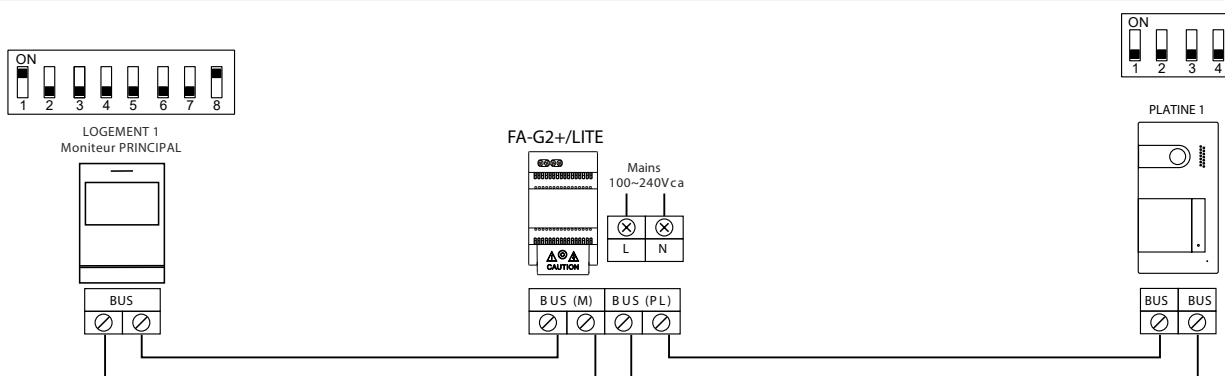 ON
1 2 3 4 5 6 7 8
LOGEMENT 1
Moniteur PRINCIPAL
BUS
FA-G2+/LITE
CAUTION
Mains
100~240Vca
L N
BUS (M) BUS (PL)
ON
1 2 3 4
PLATINE 1
BUS BUS